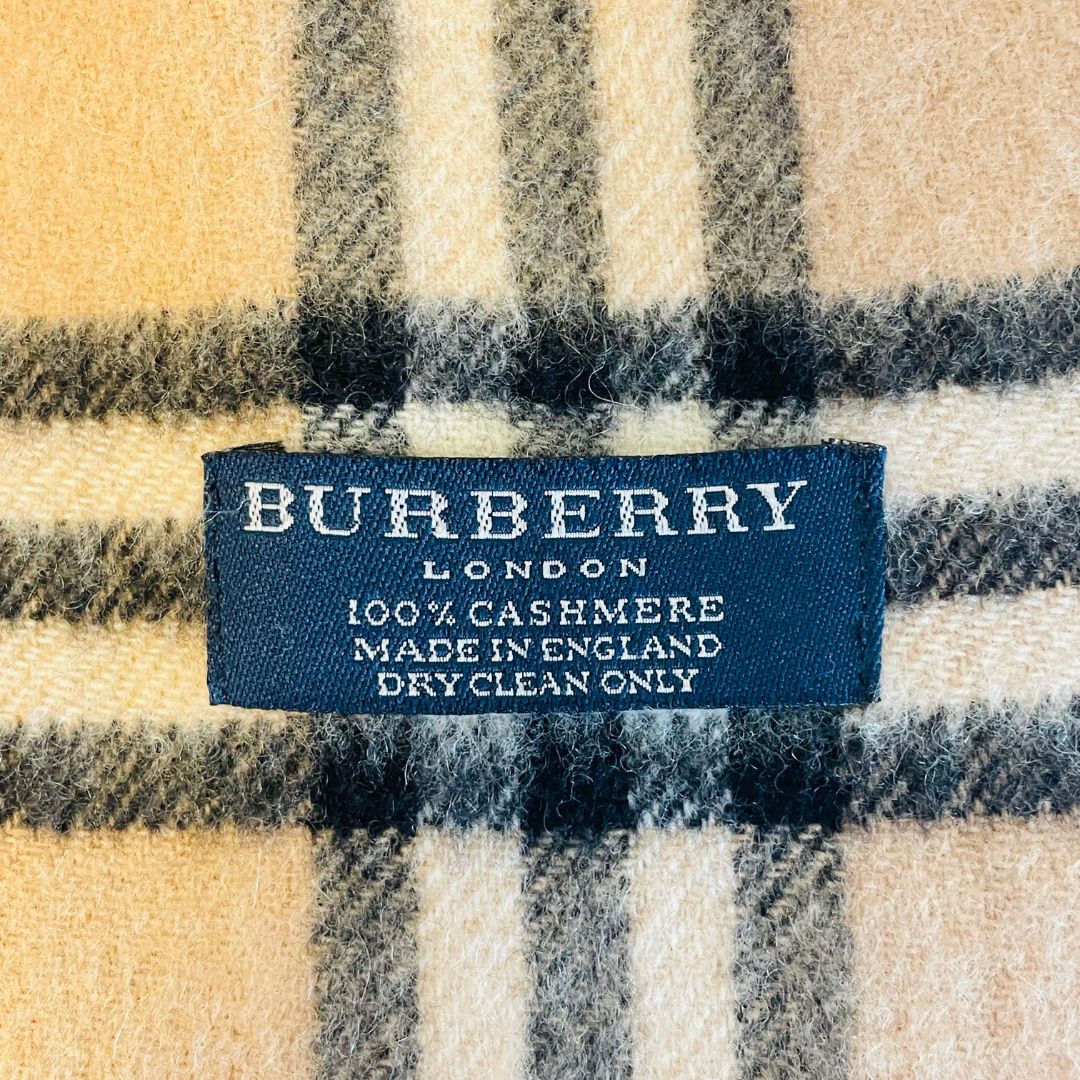 BURBERRY
LONDON
100% CASHMERE
MADE IN ENGLAND
DRY CLEAN ONLY